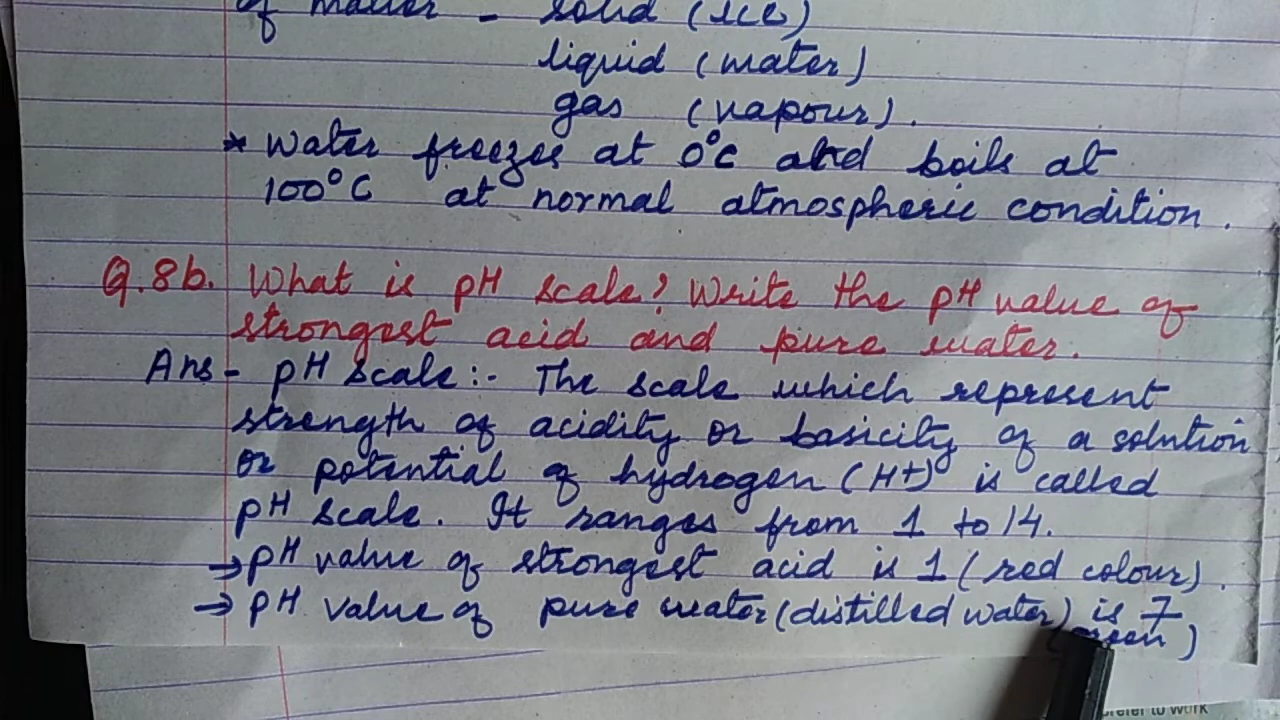 of matter - solid (ice)
liquid (water)
gas (vapour).
* Water freezes at 0°C and boils at
100°C at normal atmospheric condition.
Q.8b. What is pH scale? Write the pH value of
strongest acid and pure water.
Ans - pH Scale:- The scale which represent
strength of acidity or basicity of a solution
or potential of hydrogen (H+) is called
pH scale. It ranges from 1 to 14.
→ pH value of strongest acid is 1 (red colour).
→ pH value of pure water (distilled water) is 7
(green)
refer to work